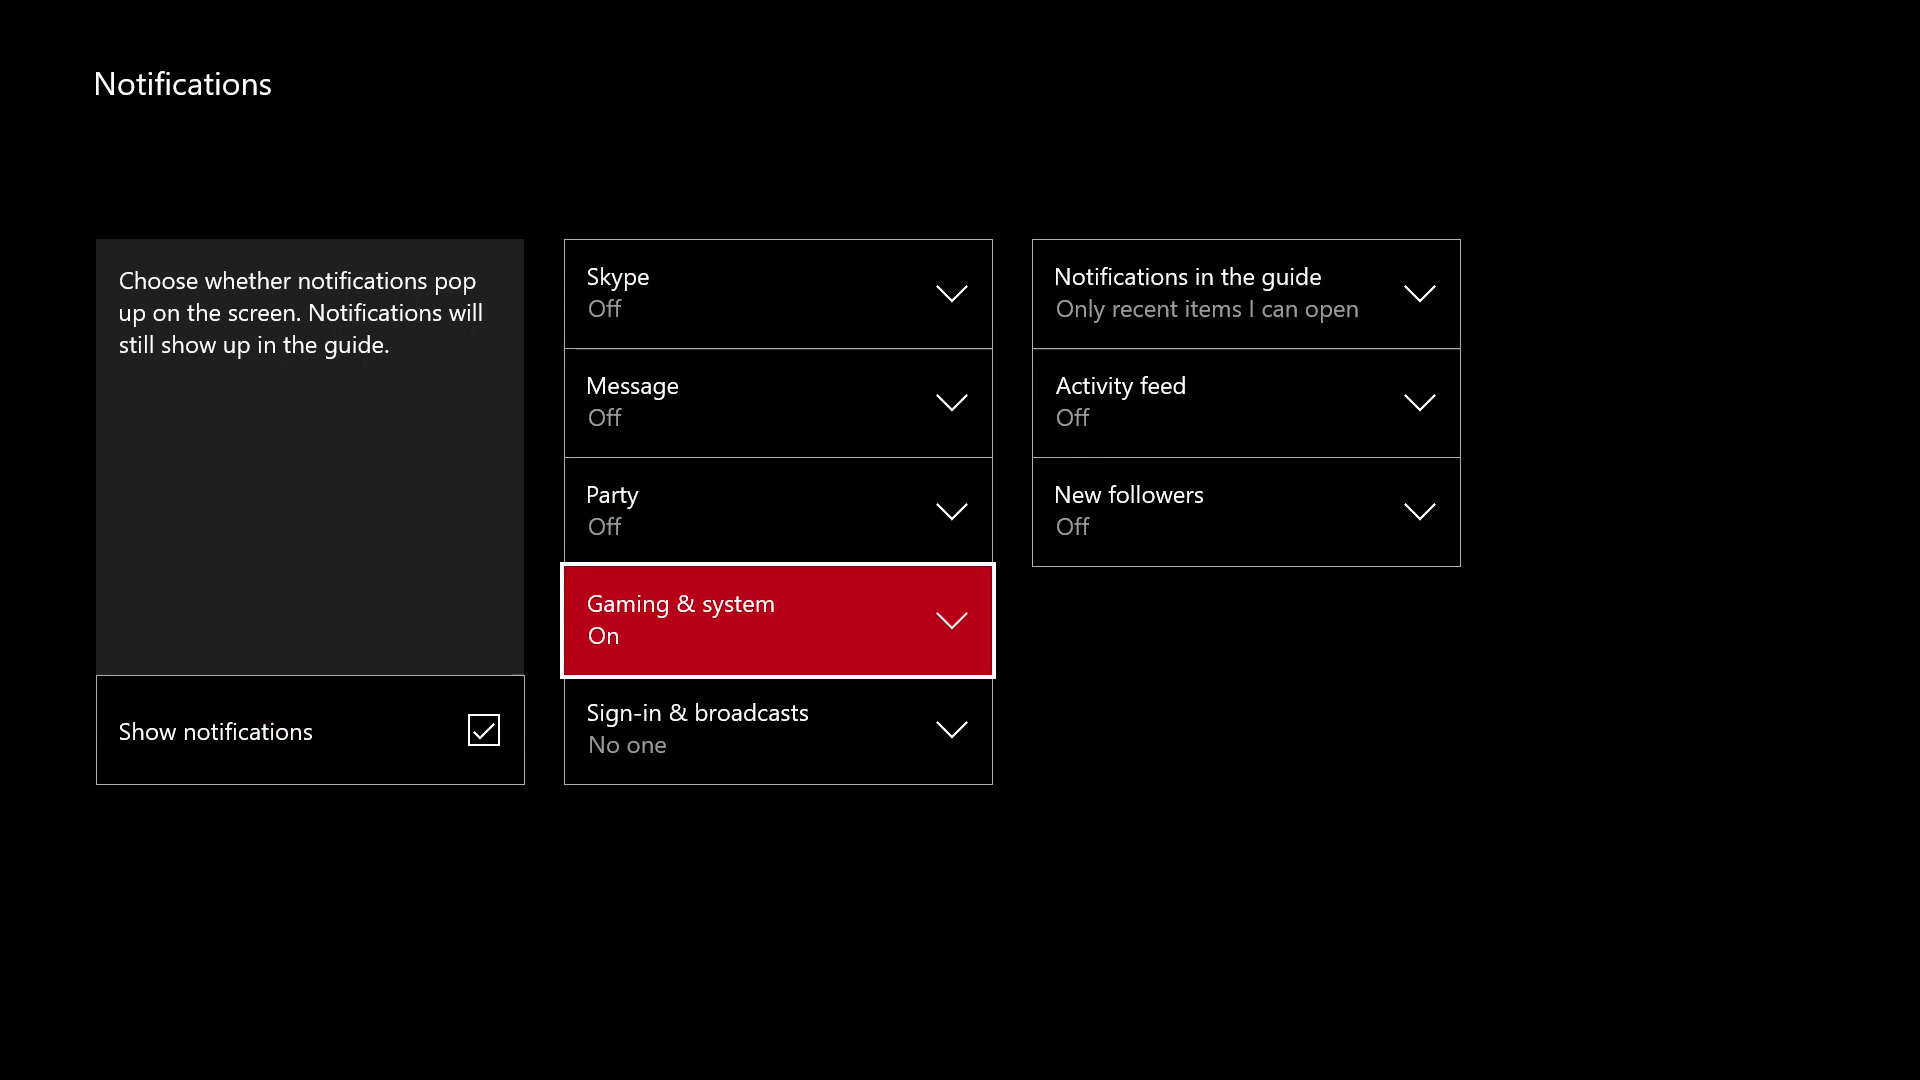 Notifications
Choose whether notifications pop
up on the screen. Notifications will
still show up in the guide.
Show notifications
Skype
Off
Message
Off
Party
Off
Gaming & system
On
Sign-in & broadcasts
No one
Notifications in the guide
Only recent items I can open
Activity feed
Off
New followers
Off